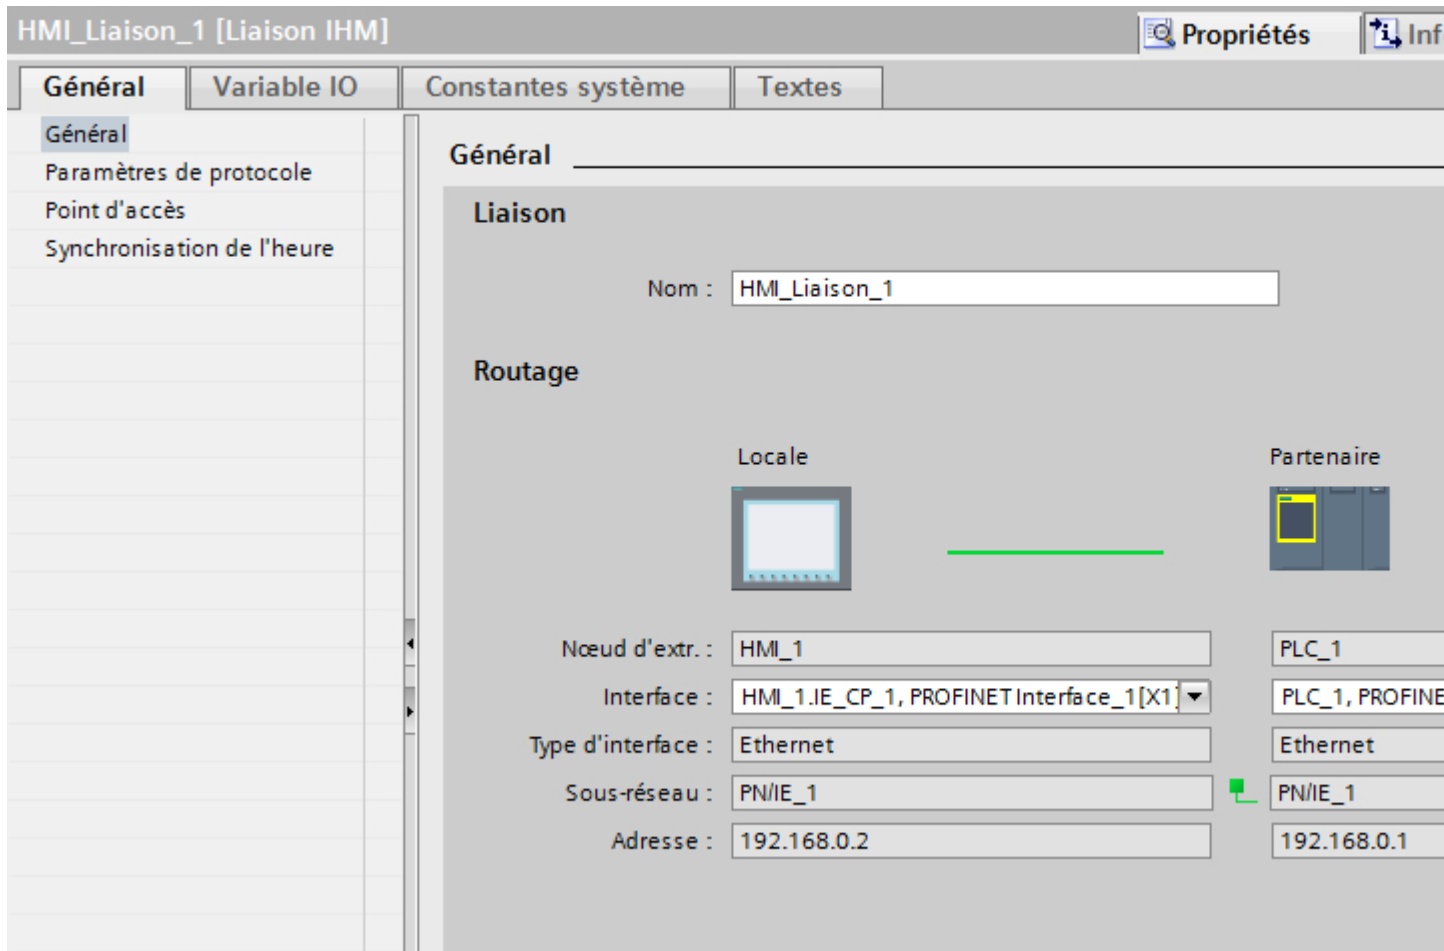 HMI_Liaison_1 [Liaison IHM]
Propriétés
Inf
Général
Variable IO
Constantes système
Textes
Général
Paramètres de protocole
Point d'accès
Synchronisation de l'heure
Général
Liaison
Nom : HMI_Liaison_1
Routage
Locale Partenaire
Nœud d'extr. : HMI_1 PLC_1
Interface : HMI_1.IE_CP_1, PROFINET Interface_1[X1] PLC_1, PROFINE
Type d'interface : Ethernet Ethernet
Sous-réseau : PN/IE_1 PN/IE_1
Adresse : 192.168.0.2 192.168.0.1